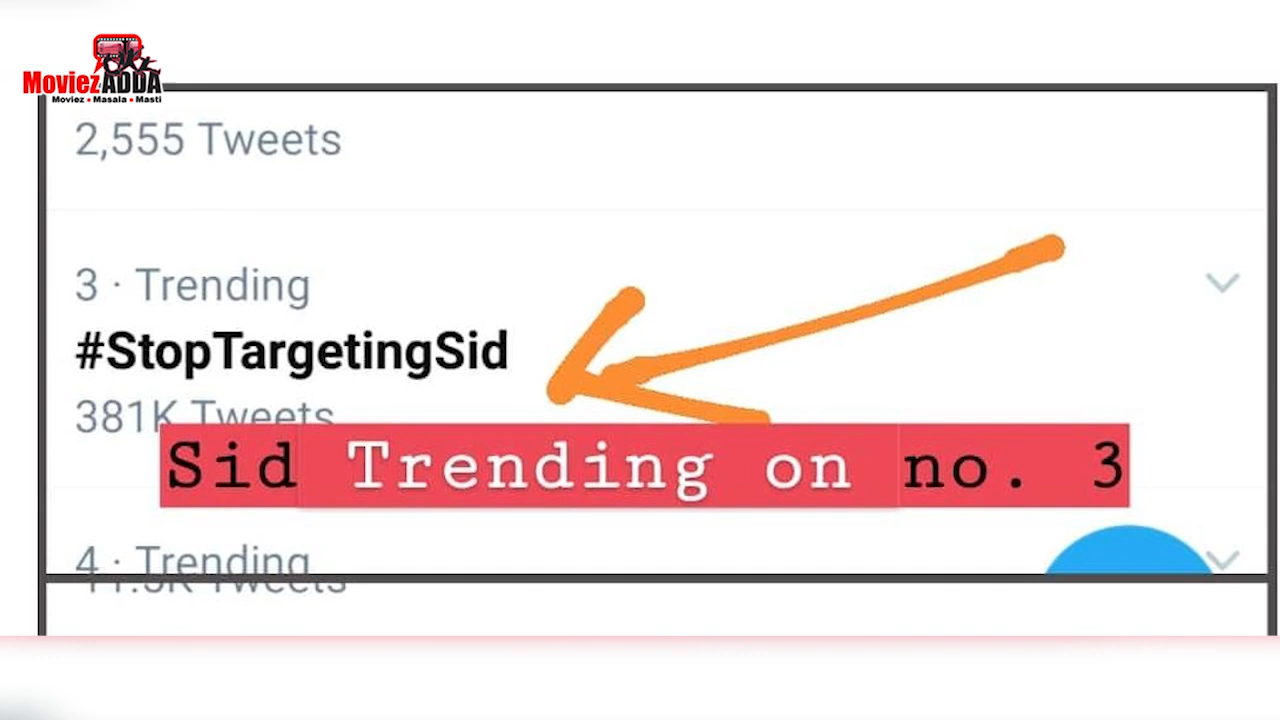 MoviezADDA
Moviez • Masala • Masti
2,555 Tweets
3 · Trending
#StopTargetingSid
381K Tweets
Sid Trending on no. 3
4 · Trending
Tweets